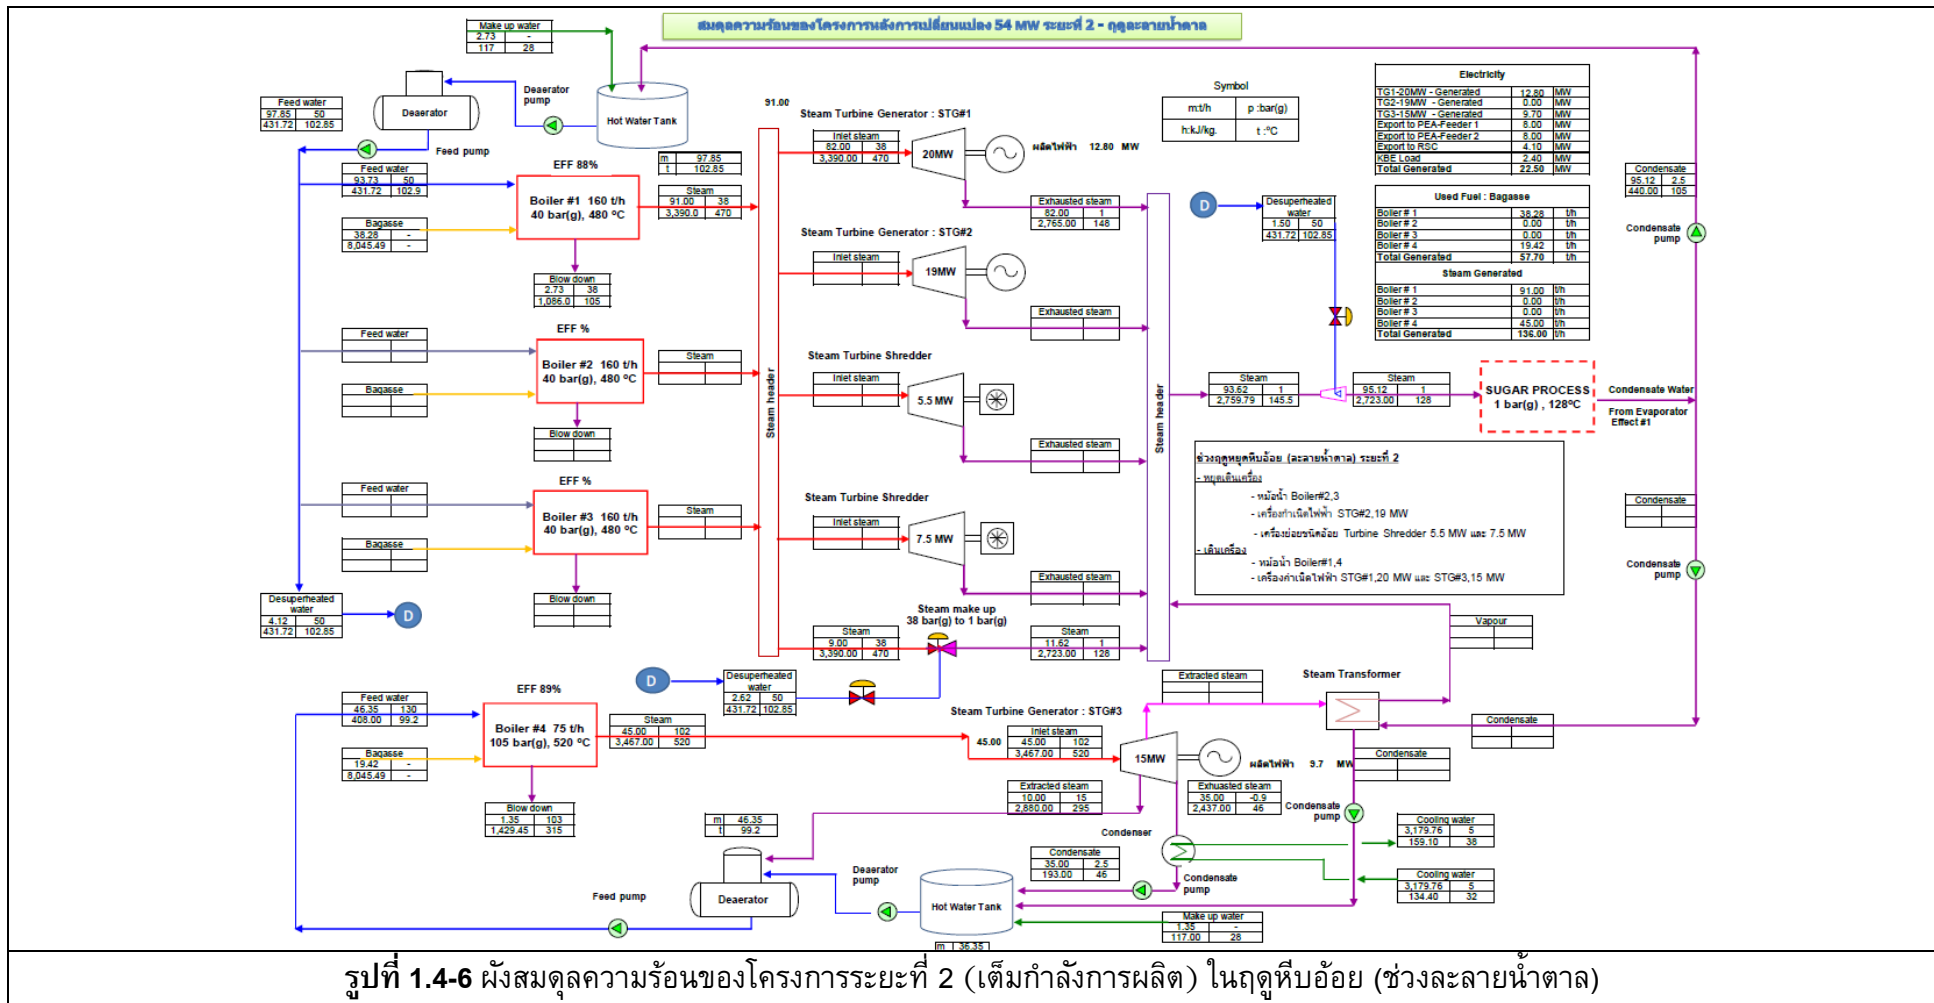 สมดุลความร้อนของโครงการหลังการเปลี่ยนแปลง 54 MW ระยะที่ 2 - ฤดูละลายน้ำตาล
Make up water
2.73 -
117 28
Deaerator
Deaerator
pump
Hot Water Tank
Feed water
97.85 50
431.72 102.85
Feed pump
m 97.85
t 102.85
91.00
Symbol
m:t/h p :bar(g)
h:kJ/kg. t :ºC
Electricity
TG1-20MW - Generated 12.80 MW
TG2-19MW - Generated 0.00 MW
TG3-15MW - Generated 9.70 MW
Export to PEA-Feeder 1 8.00 MW
Export to PEA-Feeder 2 8.00 MW
Export to RSC 4.10 MW
KBE Load 2.40 MW
Total Generated 22.50 MW
Used Fuel : Bagasse
Boiler # 1 38.28 t/h
Boiler # 2 0.00 t/h
Boiler # 3 0.00 t/h
Boiler # 4 19.42 t/h
Total Generated 57.70 t/h
Steam Generated
Boiler # 1 91.00 t/h
Boiler # 2 0.00 t/h
Boiler # 3 0.00 t/h
Boiler # 4 45.00 t/h
Total Generated 136.00 t/h
Feed water
93.73 50
431.72 102.9
EFF 88%
Boiler #1 160 t/h
40 bar(g), 480 ºC
Bagasse
38.28 -
8,045.49 -
Steam
91.00 38
3,390.0 470
Blow down
2.73 38
1,086.0 105
Steam Turbine Generator : STG#1
Inlet steam
82.00 38
3,390.00 470
20MW
ผลิตไฟฟ้า 12.80 MW
Exhausted steam
82.00 1
2,765.00 148
Steam Turbine Generator : STG#2
Inlet steam
19MW
Exhausted steam
D
Desuperheated
water
1.50 50
431.72 102.85
Condensate
95.12 2.5
440.00 105
Condensate
pump
EFF %
Feed water
Boiler #2 160 t/h
40 bar(g), 480 ºC
Bagasse
Steam
Blow down
Steam header
Steam Turbine Shredder
Inlet steam
5.5 MW
Exhausted steam
Steam header
Steam
93.62 1
2,759.79 145.5
Steam
95.12 1
2,723.00 128
SUGAR PROCESS
1 bar(g) , 128ºC
Condensate Water
From Evaporator
Effect #1
EFF %
Feed water
Boiler #3 160 t/h
40 bar(g), 480 ºC
Bagasse
Steam
Blow down
Steam Turbine Shredder
Inlet steam
7.5 MW
Exhausted steam
ช่วงฤดูหยุดหีบอ้อย (ละลายน้ำตาล) ระยะที่ 2
- หยุดเดินเครื่อง
- หม้อน้ำ Boiler#2,3
- เครื่องกำเนิดไฟฟ้า STG#2,19 MW
- เครื่องย่อยชนิดอ้อย Turbine Shredder 5.5 MW และ 7.5 MW
- เดินเครื่อง
- หม้อน้ำ Boiler#1,4
- เครื่องกำเนิดไฟฟ้า STG#1,20 MW และ STG#3,15 MW
Condensate
Condensate
pump
Desuperheated
water
4.12 50
431.72 102.85
D
Steam make up
38 bar(g) to 1 bar(g)
Steam
9.00 38
3,390.00 470
Steam
11.62 1
2,723.00 128
Vapour
D
Desuperheated
water
2.62 50
431.72 102.85
Extracted steam
Steam Transformer
Condensate
EFF 89%
Feed water
46.35 130
408.00 99.2
Boiler #4 75 t/h
105 bar(g), 520 ºC
Bagasse
19.42 -
8,045.49 -
Steam
45.00 102
3,467.00 520
Blow down
1.35 103
1,429.45 315
Steam Turbine Generator : STG#3
45.00
Inlet steam
45.00 102
3,467.00 520
15MW
ผลิตไฟฟ้า 9.7 MW
Condensate
Extracted steam
10.00 15
2,880.00 295
Exhuasted steam
35.00 -0.9
2,437.00 46
Condensate
pump
m 46.35
t 99.2
Condenser
Cooling water
3,179.76 5
159.10 38
Condensate
35.00 2.5
193.00 46
Cooling water
3,179.76 5
134.40 32
Deaerator
Deaerator
pump
Feed pump
Hot Water Tank
Condensate
pump
Make up water
1.35 -
117.00 28
m 36.35
รูปที่ 1.4-6 ผังสมดุลความร้อนของโครงการระยะที่ 2 (เต็มกำลังการผลิต) ในฤดูหีบอ้อย (ช่วงละลายน้ำตาล)